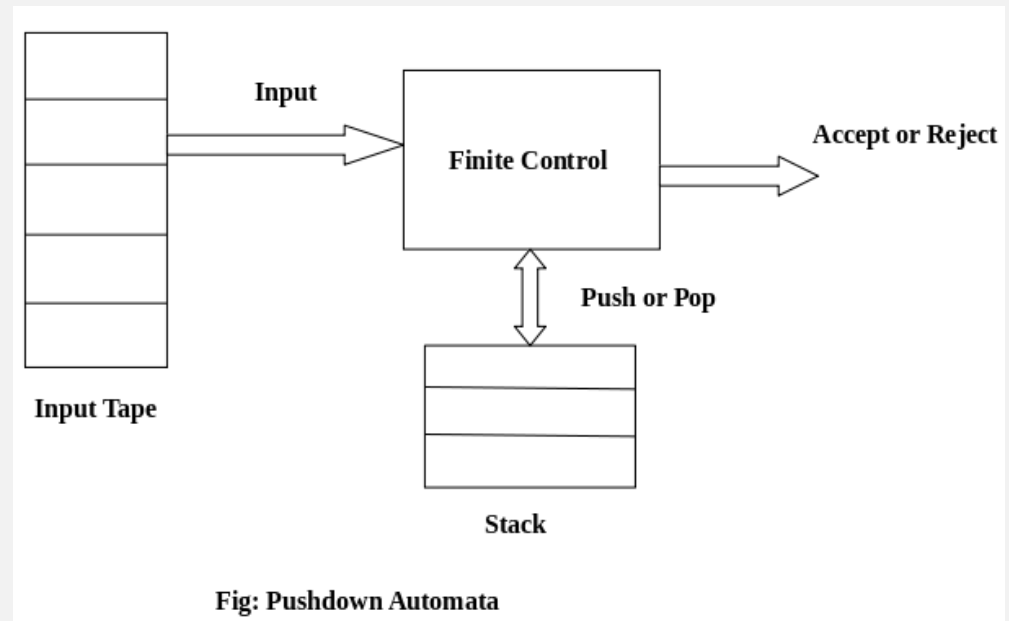 Input
Accept or Reject
Finite Control
Push or Pop
Input Tape
Stack
Fig: Pushdown Automata